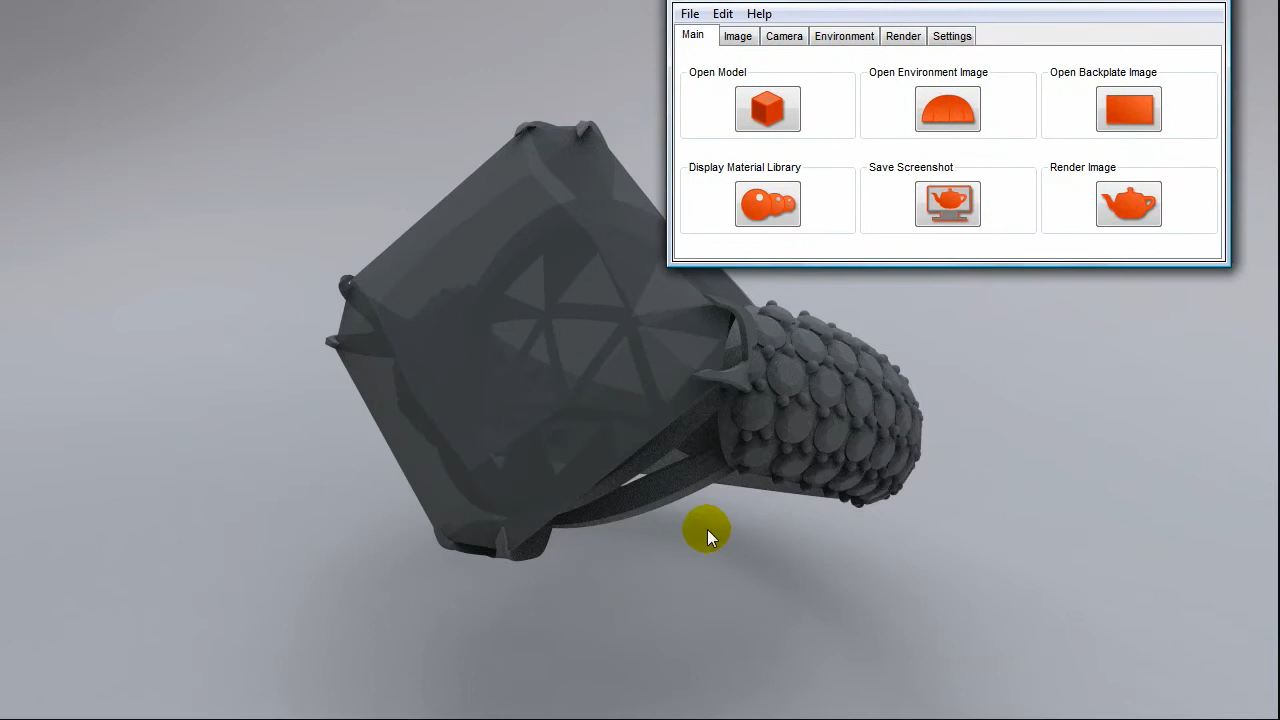 File Edit Help
Main Image Camera Environment Render Settings
Open Model Open Environment Image Open Backplate Image
Display Material Library Save Screenshot Render Image